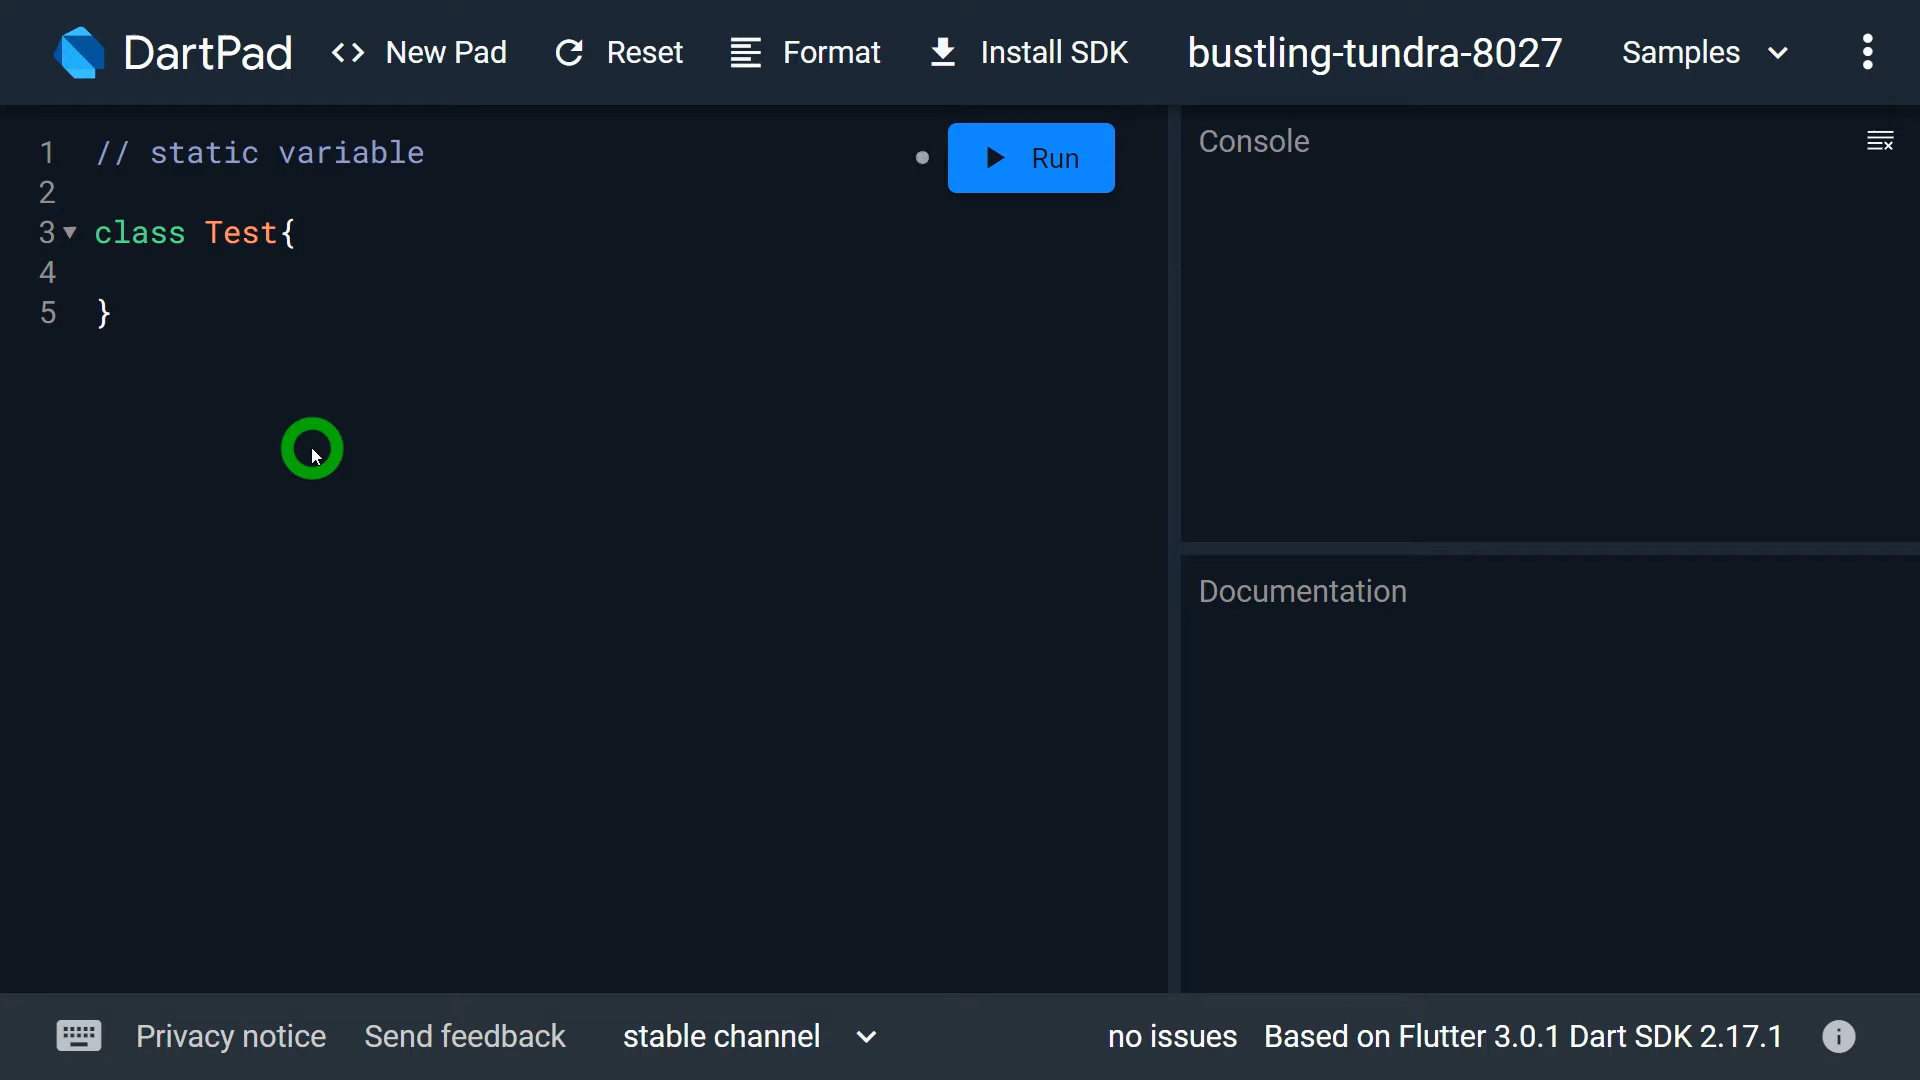 DartPad <> New Pad Reset Format Install SDK bustling-tundra-8027 Samples
1 // static variable
2
3 class Test{
4
5 }
Run
Console
Documentation
Privacy notice Send feedback stable channel no issues Based on Flutter 3.0.1 Dart SDK 2.17.1